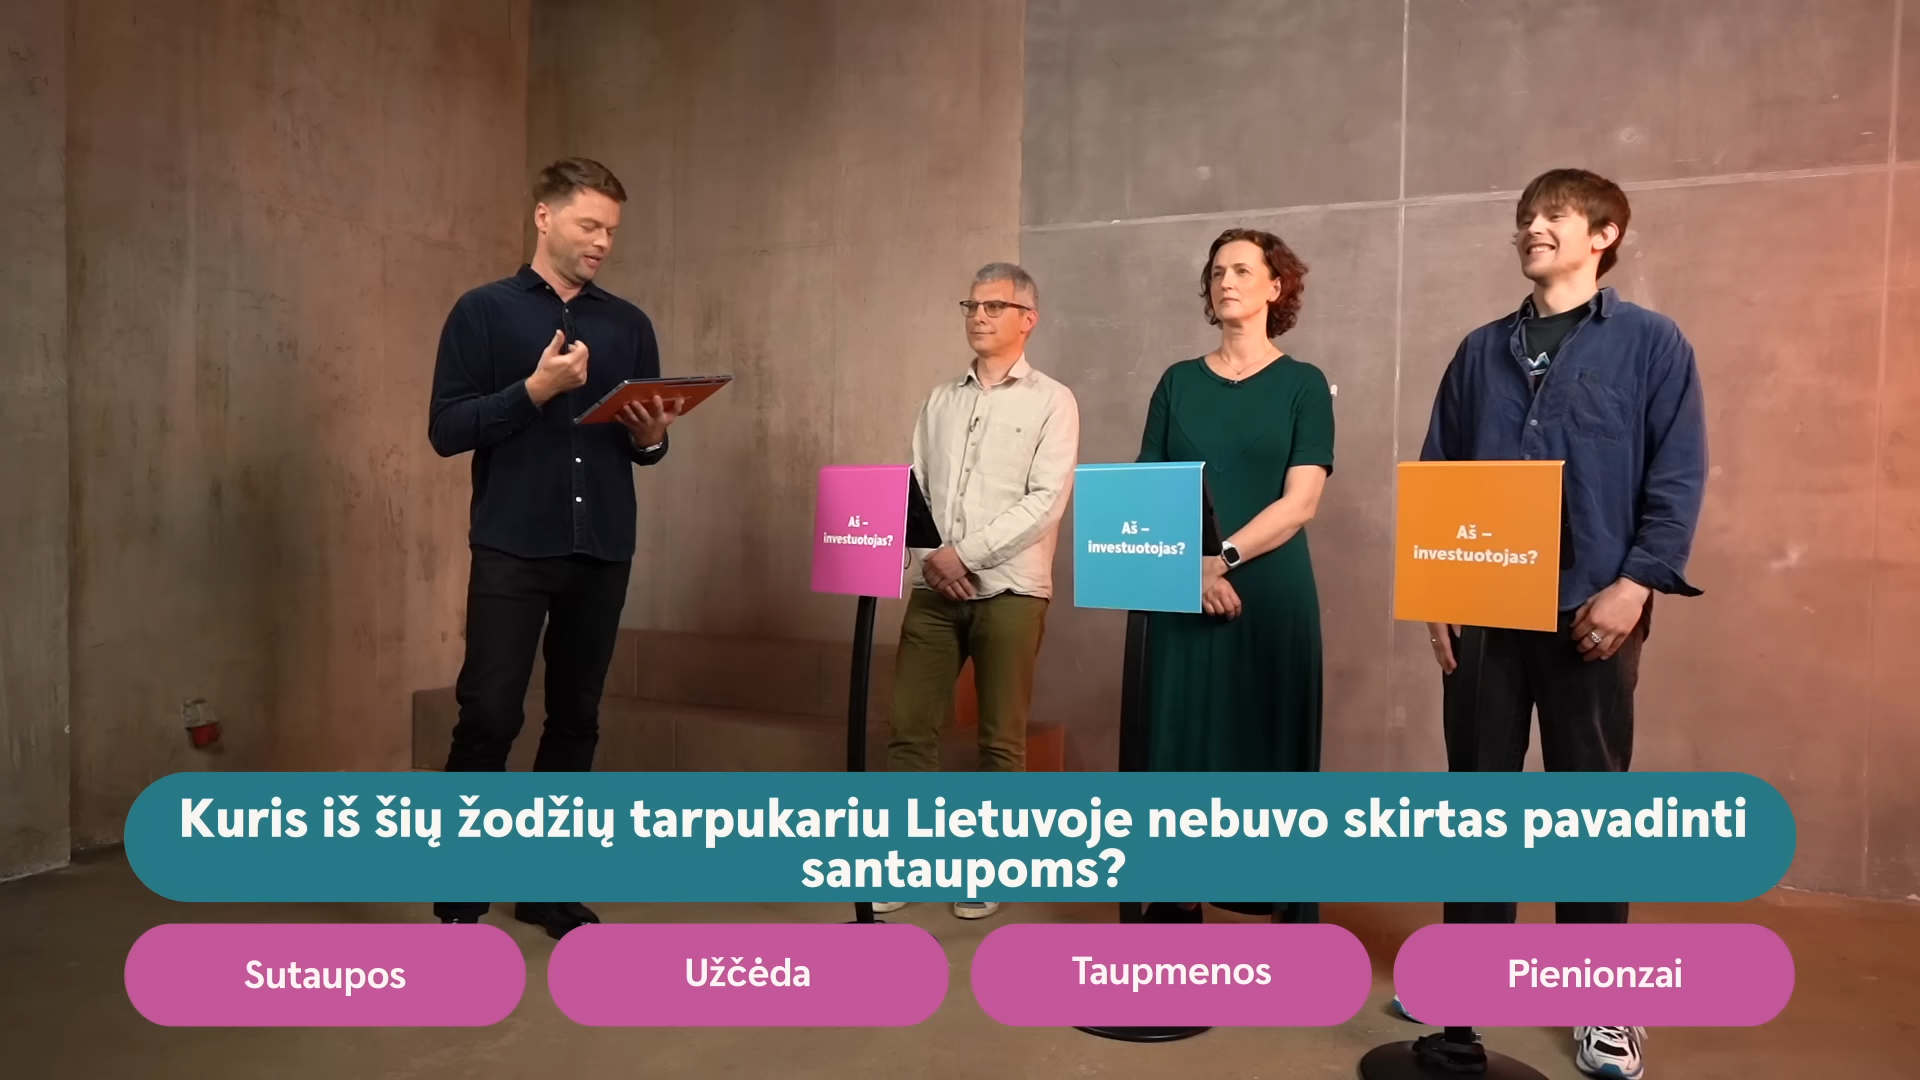 Aš –
investuotojas?
Aš –
investuotojas?
Aš –
investuotojas?
Kuris iš šių žodžių tarpukariu Lietuvoje nebuvo skirtas pavadinti
santaupoms?
Sutaupos
Užčėda
Taupmenos
Pienionzai